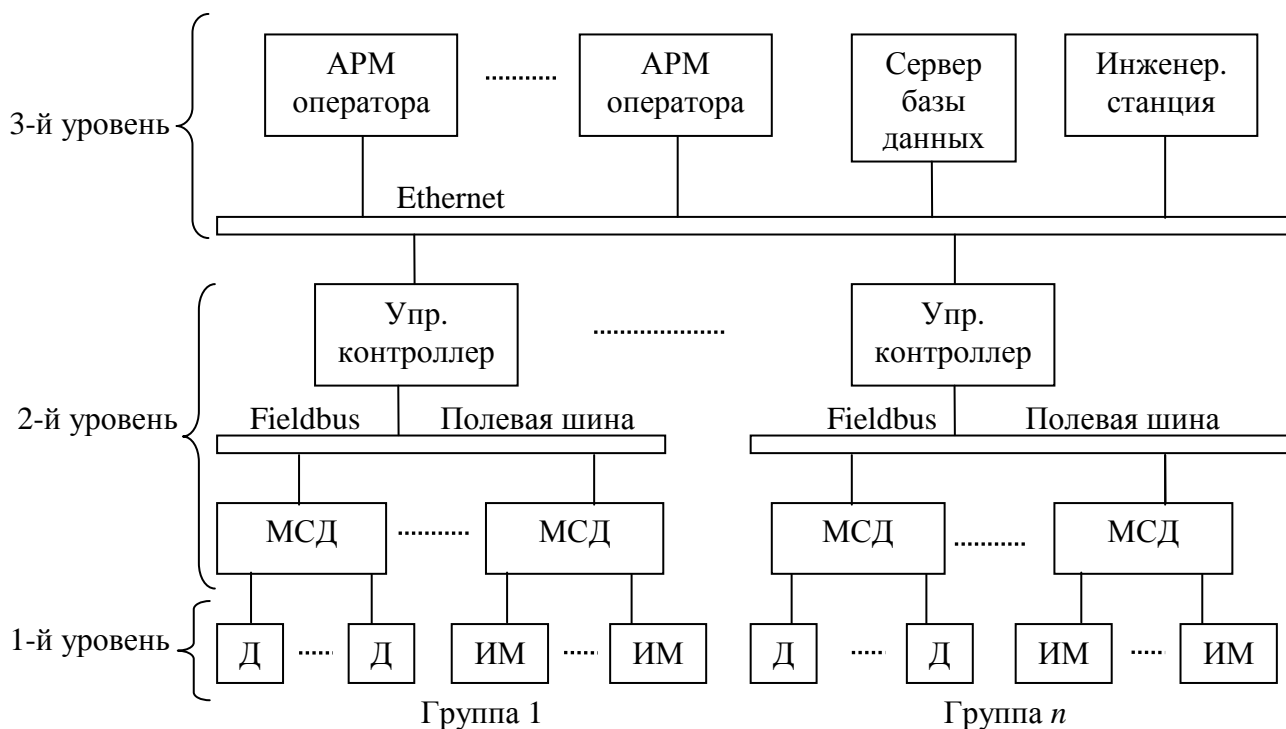 АРМ
оператора
АРМ
оператора
Сервер
базы
данных
Инженер.
станция
3-й уровень
Ethernet
Упр.
контроллер
Упр.
контроллер
2-й уровень
Fieldbus Полевая шина
Fieldbus Полевая шина
МСД
МСД
МСД
МСД
1-й уровень
Д
Д
ИМ
ИМ
Д
Д
ИМ
ИМ
Группа 1
Группа n